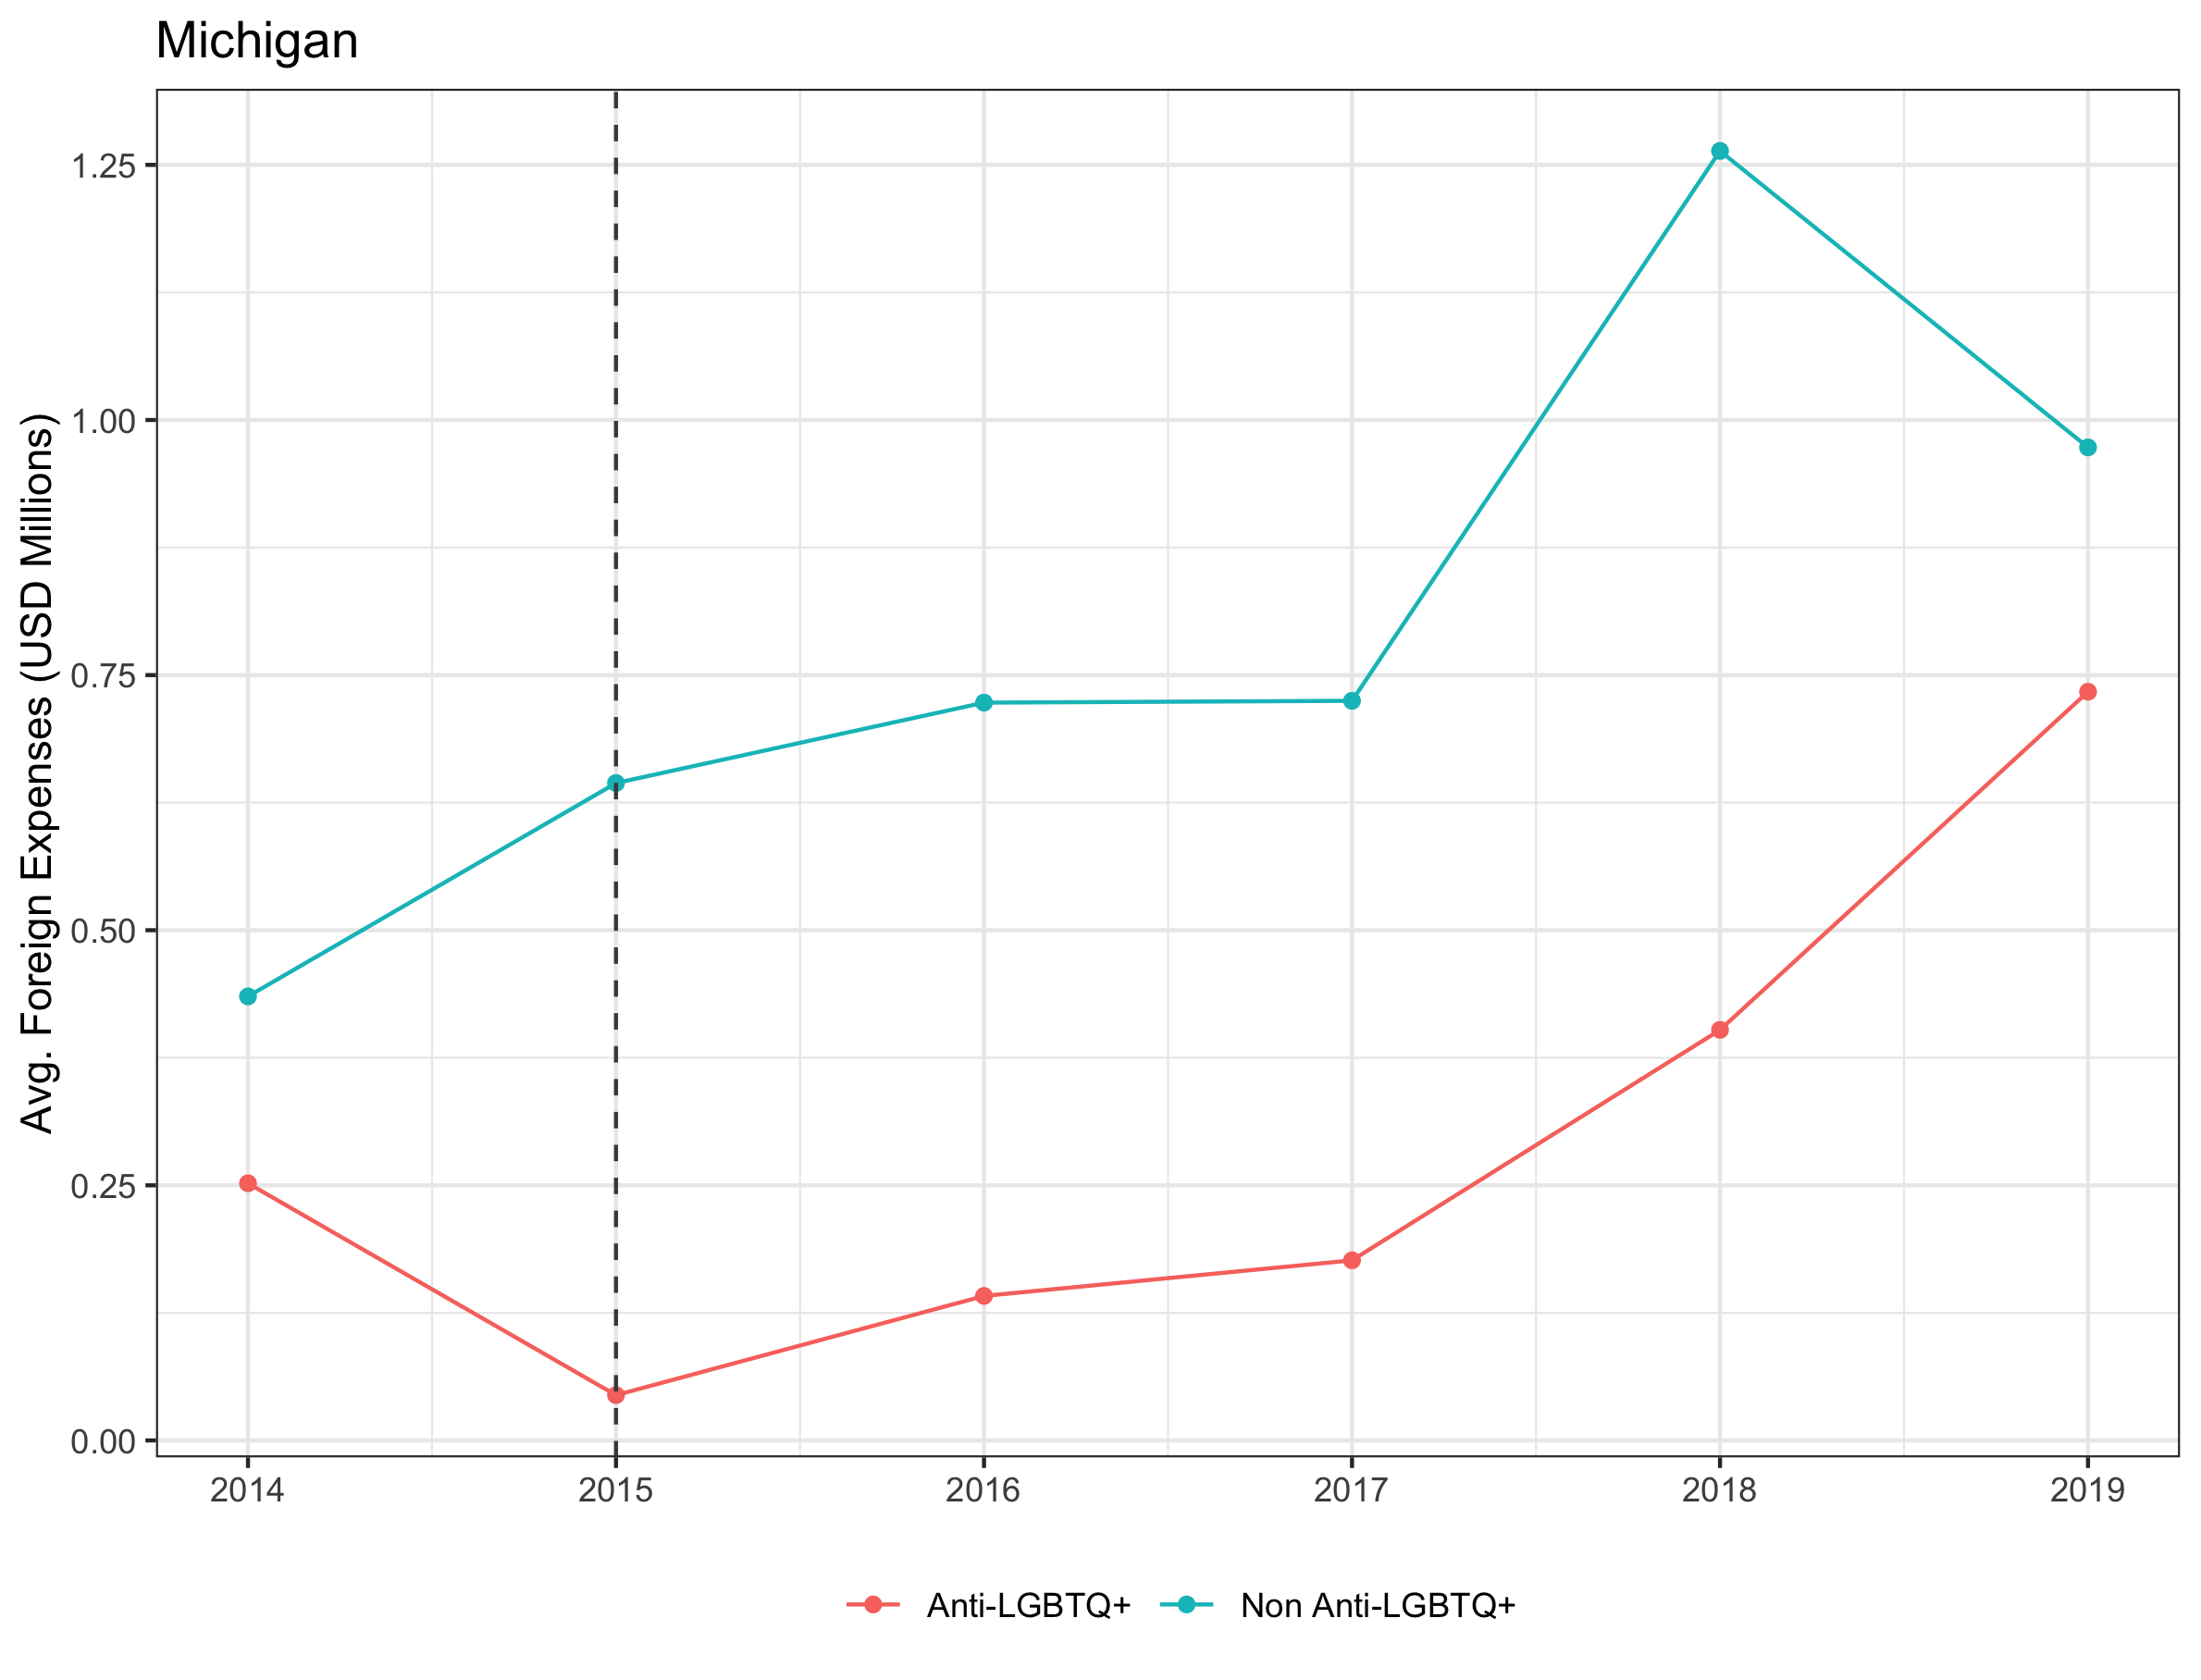 Michigan
Avg. Foreign Expenses (USD Millions)
1.25
1.00
0.75
0.50
0.25
0.00
2014 2015 2016 2017 2018 2019
Anti-LGBTQ+ Non Anti-LGBTQ+